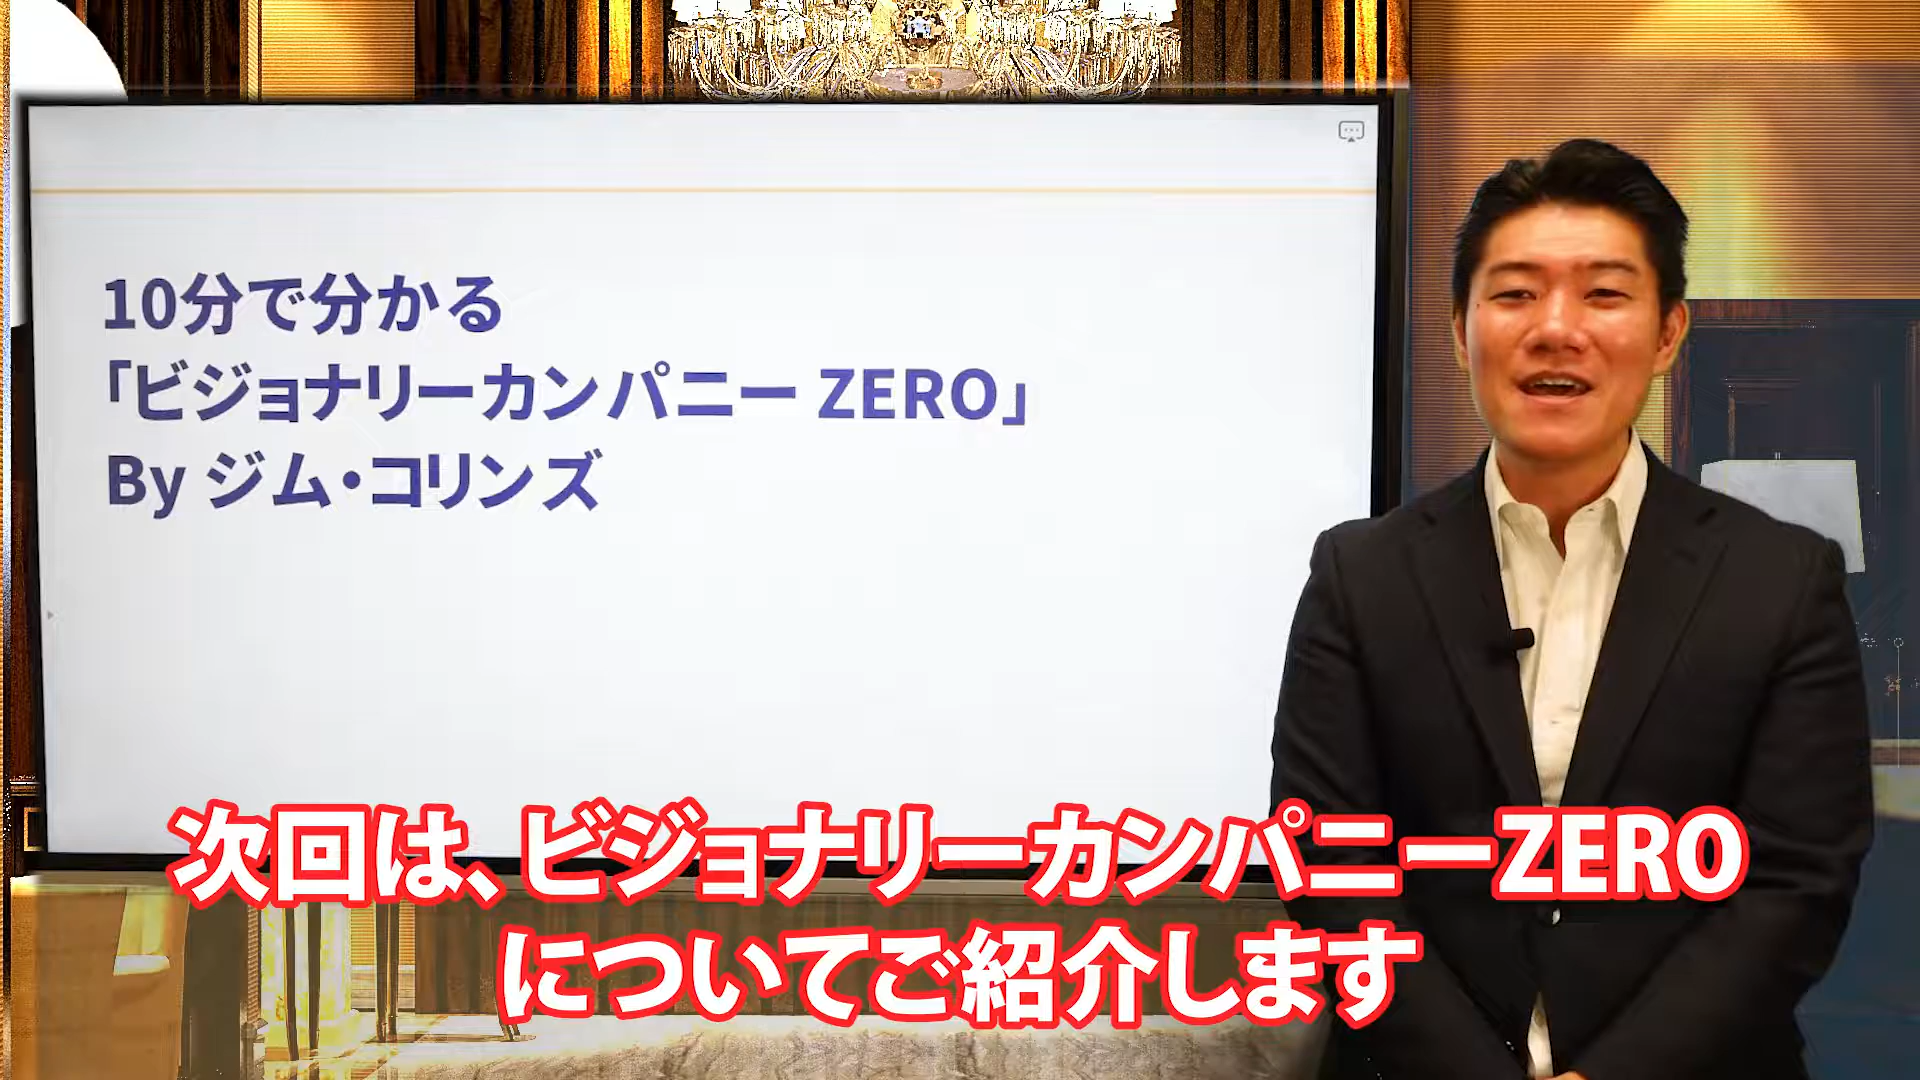 10分で分かる
「ビジョナリーカンパニー ZERO」
By ジム・コリンズ
次回は、ビジョナリーカンパニーZERO
についてご紹介します